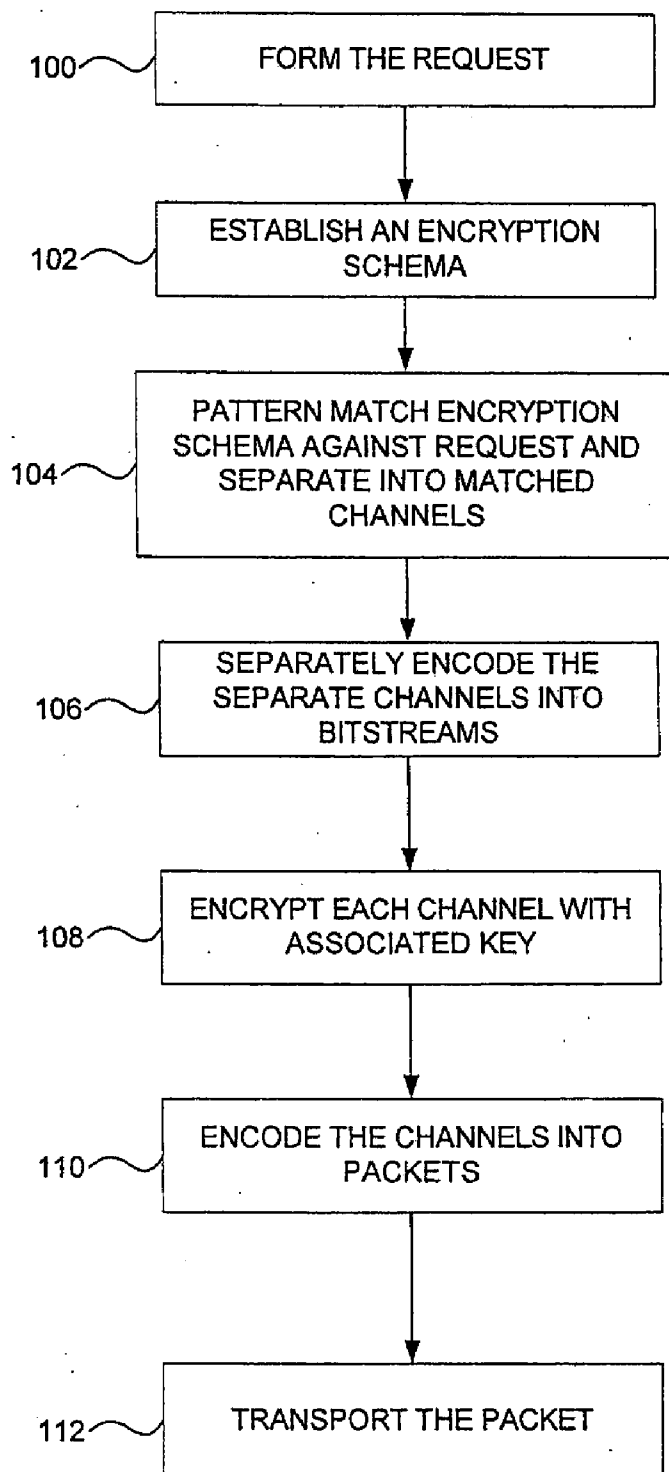 100
FORM THE REQUEST
102
ESTABLISH AN ENCRYPTION
SCHEMA
104
PATTERN MATCH ENCRYPTION
SCHEMA AGAINST REQUEST AND
SEPARATE INTO MATCHED
CHANNELS
106
SEPARATELY ENCODE THE
SEPARATE CHANNELS INTO
BITSTREAMS
108
ENCRYPT EACH CHANNEL WITH
ASSOCIATED KEY
110
ENCODE THE CHANNELS INTO
PACKETS
112
TRANSPORT THE PACKET